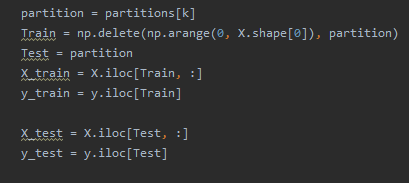 partition = partitions[k]
Train = np.delete(np.arange(0, X.shape[0]), partition)
Test = partition
X_train = X.iloc[Train, :]
y_train = y.iloc[Train]
X_test = X.iloc[Test, :]
y_test = y.iloc[Test]